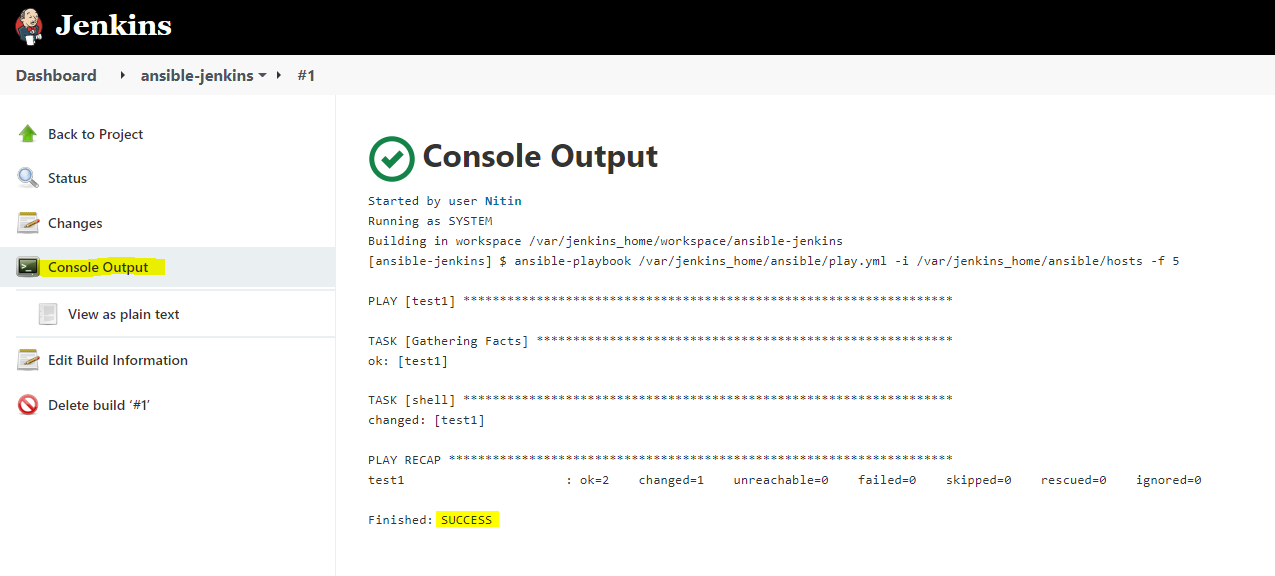 Jenkins
Dashboard ansible-jenkins #1
Back to Project
Status
Changes
Console Output
View as plain text
Edit Build Information
Delete build ‘#1’
Console Output
Started by user Nitin
Running as SYSTEM
Building in workspace /var/jenkins_home/workspace/ansible-jenkins
[ansible-jenkins] $ ansible-playbook /var/jenkins_home/ansible/play.yml -i /var/jenkins_home/ansible/hosts -f 5
PLAY [test1] *******************************************************************
TASK [Gathering Facts] *********************************************************
ok: [test1]
TASK [shell] *******************************************************************
changed: [test1]
PLAY RECAP *********************************************************************
test1                      : ok=2    changed=1    unreachable=0    failed=0    skipped=0    rescued=0    ignored=0
Finished: SUCCESS